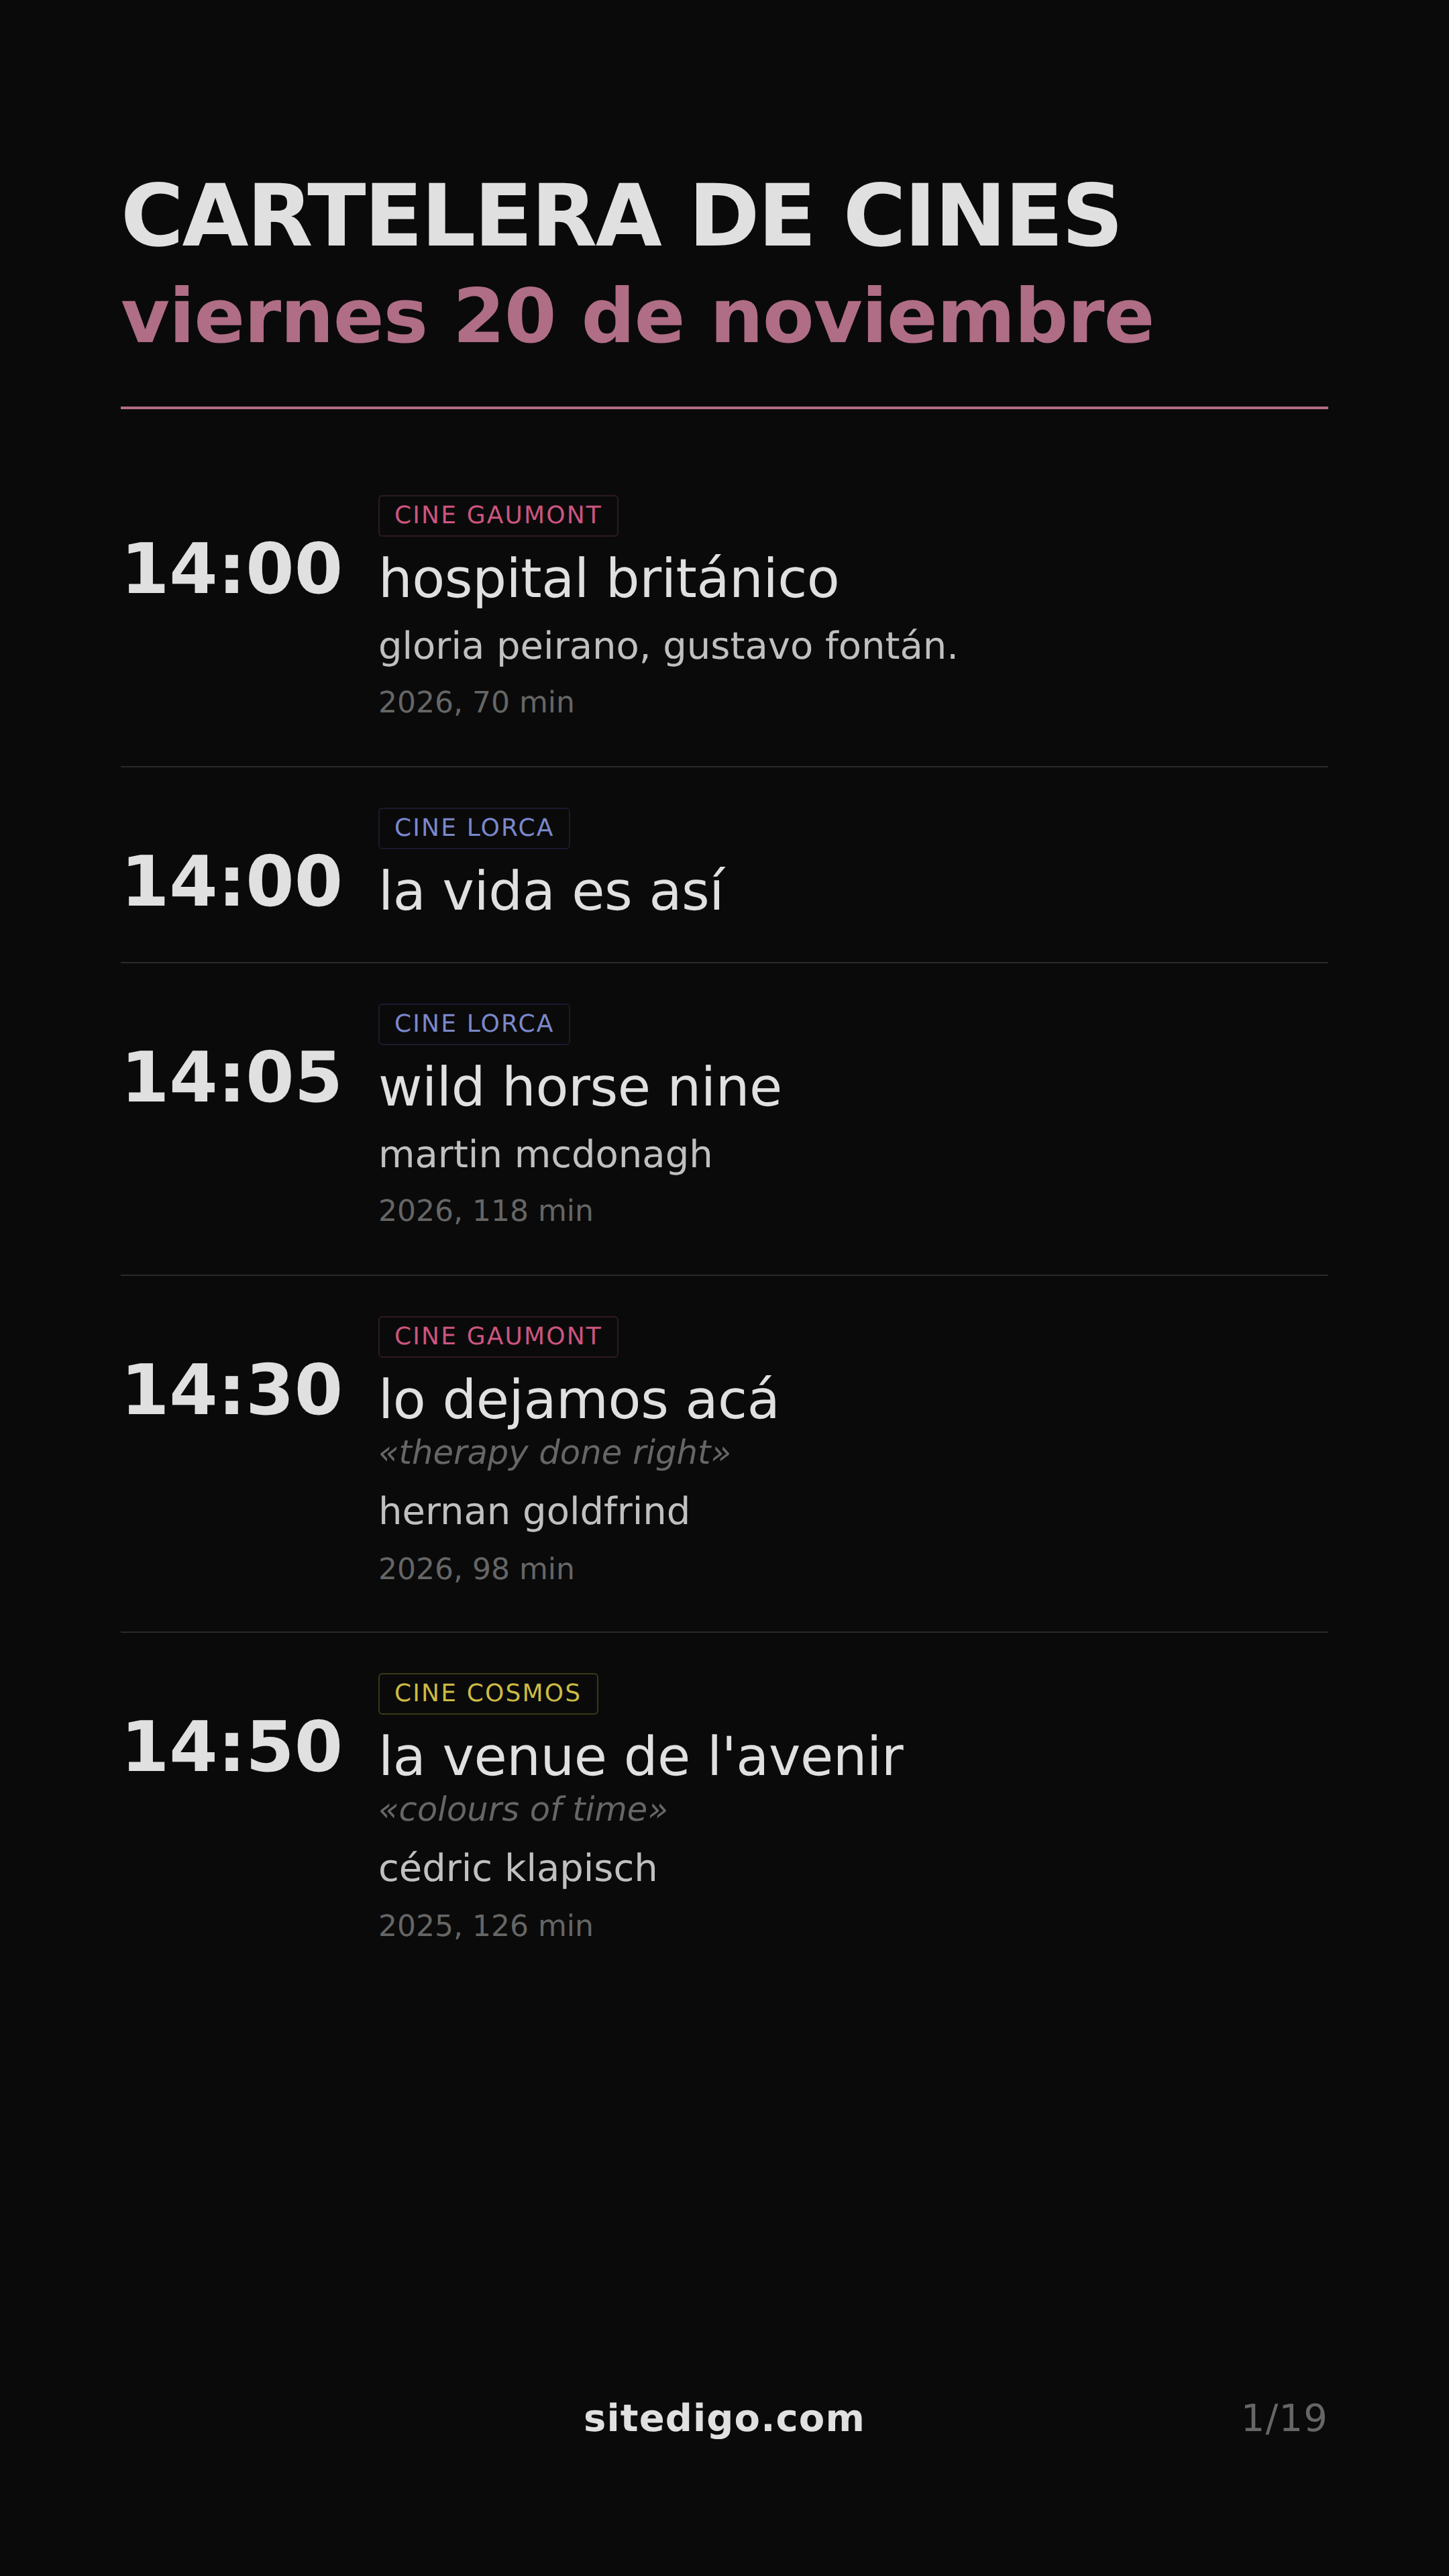 CARTELERA DE CINES
viernes 20 de noviembre
CINE GAUMONT
14:00
hospital británico
gloria peirano, gustavo fontán.
2026, 70 min
CINE LORCA
14:00
la vida es así
CINE LORCA
14:05
wild horse nine
martin mcdonagh
2026, 118 min
CINE GAUMONT
14:30
lo dejamos acá
«therapy done right»
hernan goldfrind
2026, 98 min
CINE COSMOS
14:50
la venue de l'avenir
«colours of time»
cédric klapisch
2025, 126 min
sitedigo.com
1/19